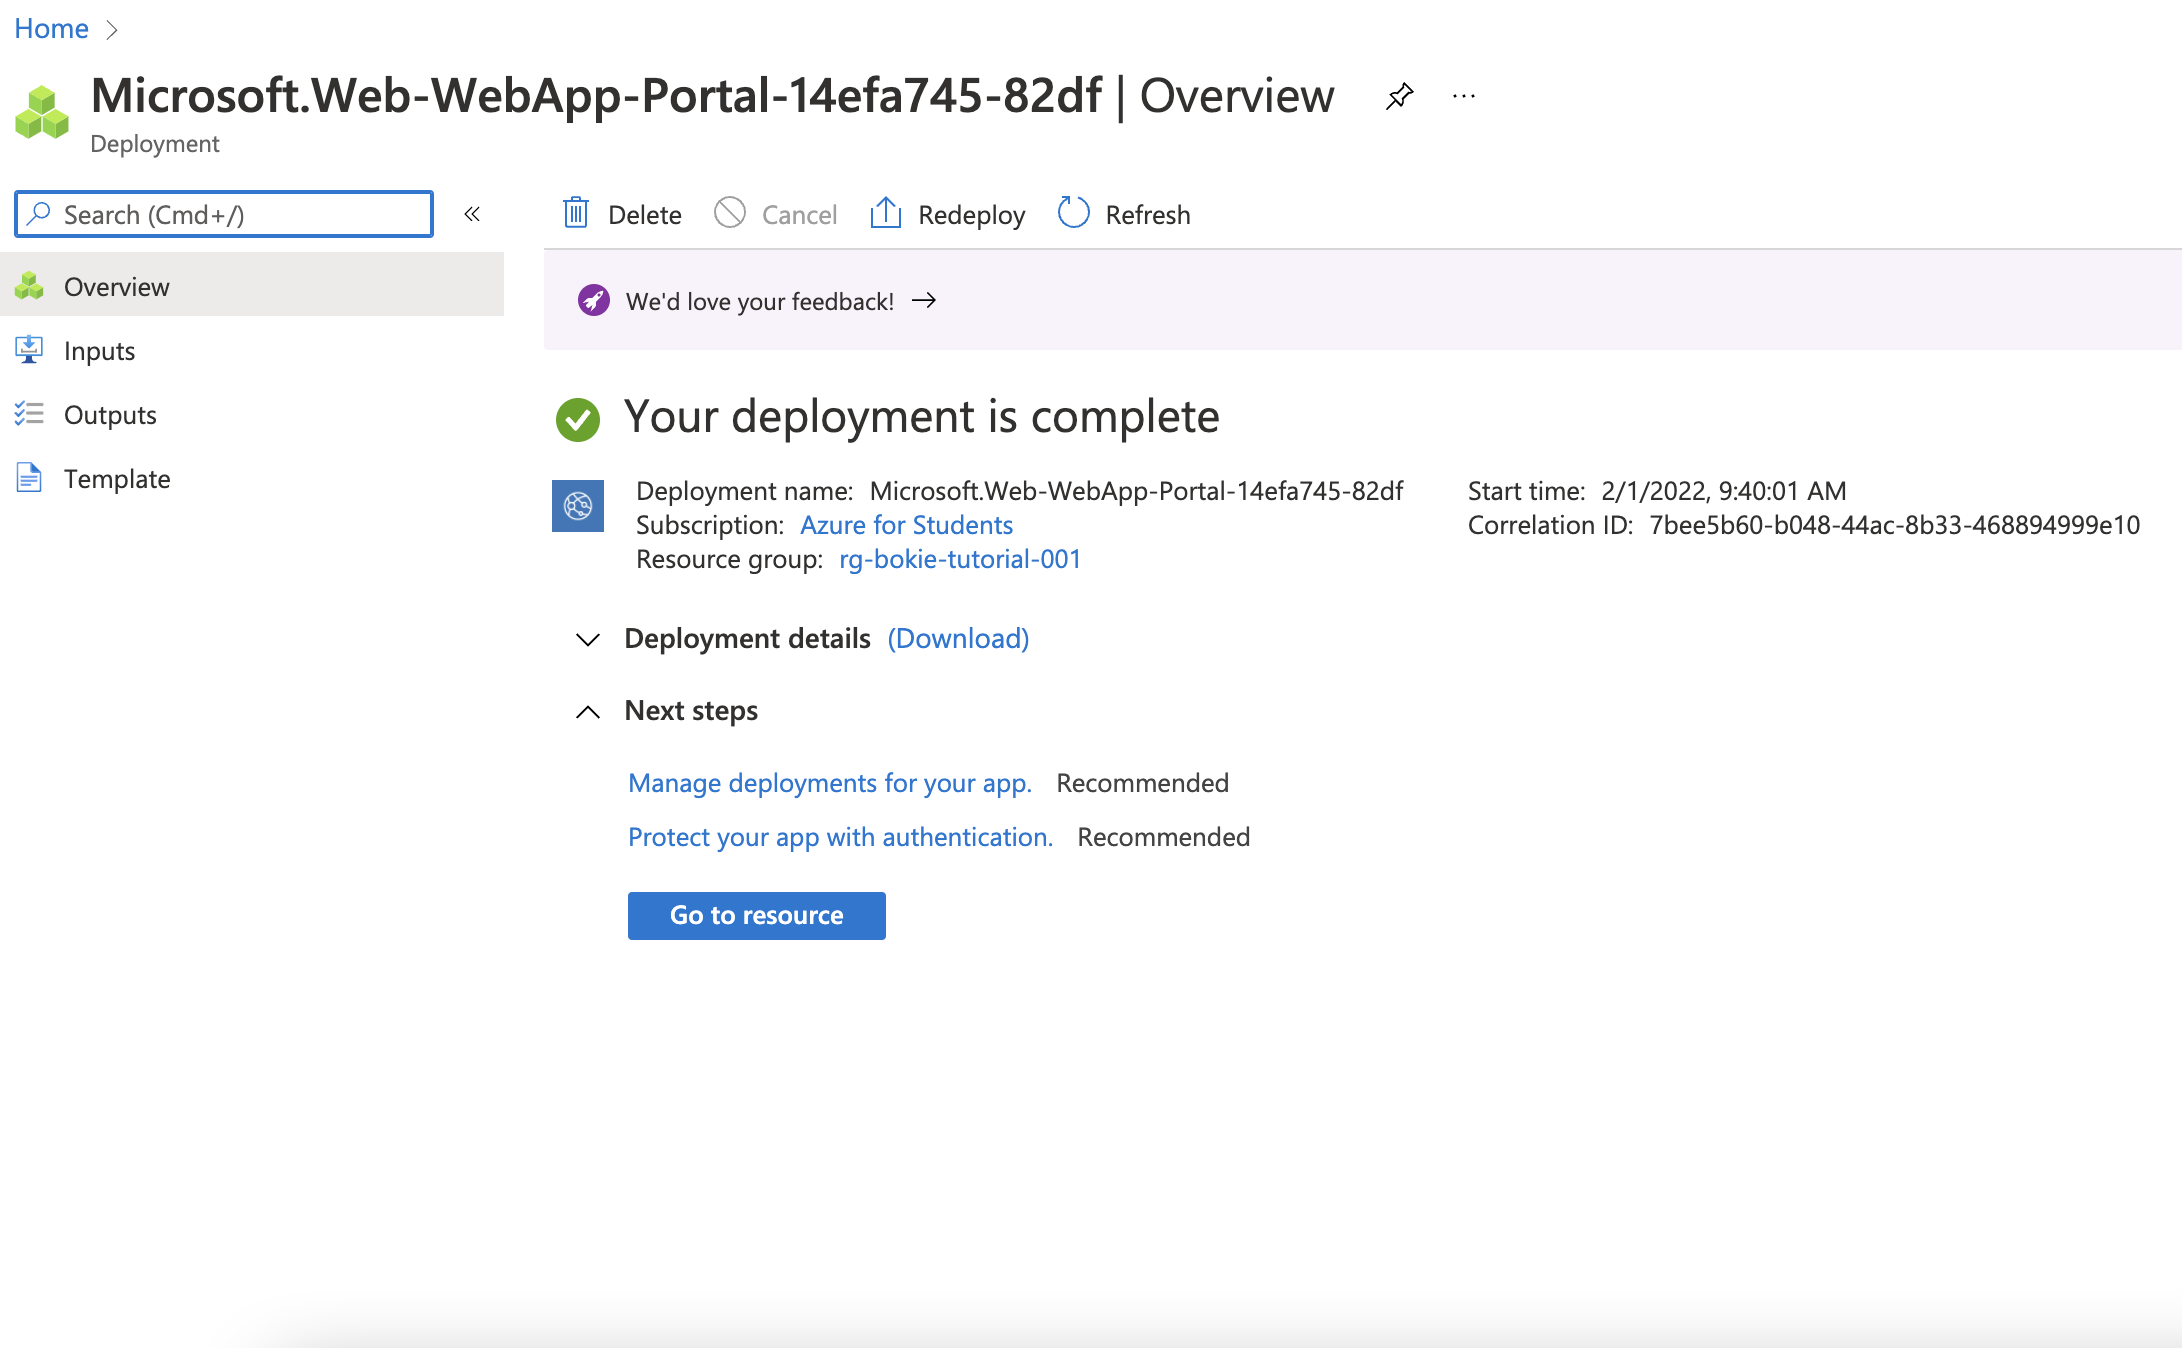 Home
Microsoft.Web-WebApp-Portal-14efa745-82df | Overview
Deployment
Search (Cmd+/)
Delete Cancel Redeploy Refresh
Overview
Inputs
Outputs
Template
We'd love your feedback!
Your deployment is complete
Deployment name: Microsoft.Web-WebApp-Portal-14efa745-82df
Subscription: Azure for Students
Resource group: rg-bokie-tutorial-001
Start time: 2/1/2022, 9:40:01 AM
Correlation ID: 7bee5b60-b048-44ac-8b33-468894999e10
Deployment details (Download)
Next steps
Manage deployments for your app. Recommended
Protect your app with authentication. Recommended
Go to resource